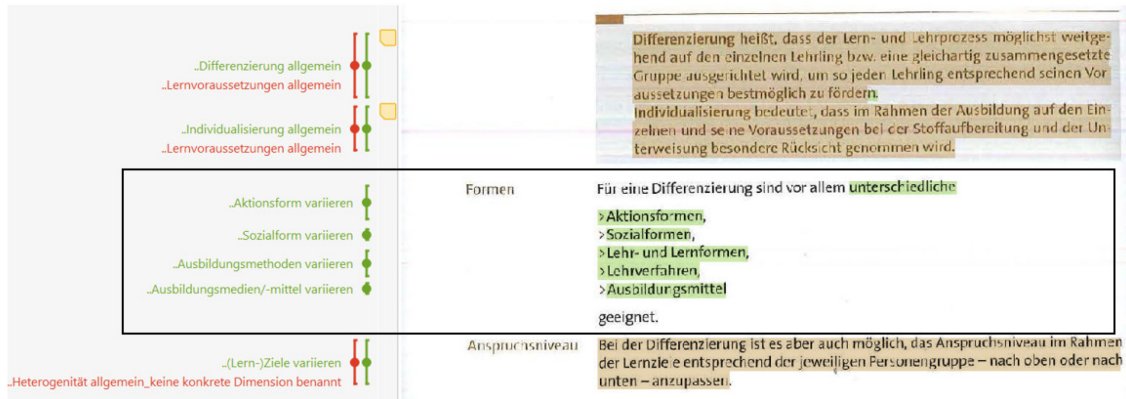 Differenzierung heißt, dass der Lern- und Lehrprozess möglichst weitge-
hend auf den einzelnen Lehrling bzw. eine gleichartig zusammengesetzte
Gruppe ausgerichtet wird, um so jeden Lehrling entsprechend seinen Vor
aussetzungen bestmöglich zu fördern.
..Differenzierung allgemein
..Lernvoraussetzungen allgemein
Individualisierung bedeutet, dass im Rahmen der Ausbildung auf den Ein-
zelnen und seine Voraussetzungen bei der Stoffaufbereitung und der Un-
terweisung besondere Rücksicht genommen wird.
..Individualisierung allgemein
..Lernvoraussetzungen allgemein
Formen
Für eine Differenzierung sind vor allem unterschiedliche
..Aktionsform variieren
>Aktionsformen,
..Sozialform variieren
>Sozialformen,
>Lehr- und Lernformen,
..Ausbildungsmethoden variieren
>Lehrverfahren,
..Ausbildungsmedien/-mittel variieren
>Ausbildungsmittel
geeignet.
Anspruchsniveau
Bei der Differenzierung ist es aber auch möglich, das Anspruchsniveau im Rahmen
der Lernziele entsprechend der jeweiligen Personengruppe – nach oben oder nach
unten – anzupassen.
..(Lern-)Ziele variieren
..Heterogenität allgemein_keine konkrete Dimension benannt